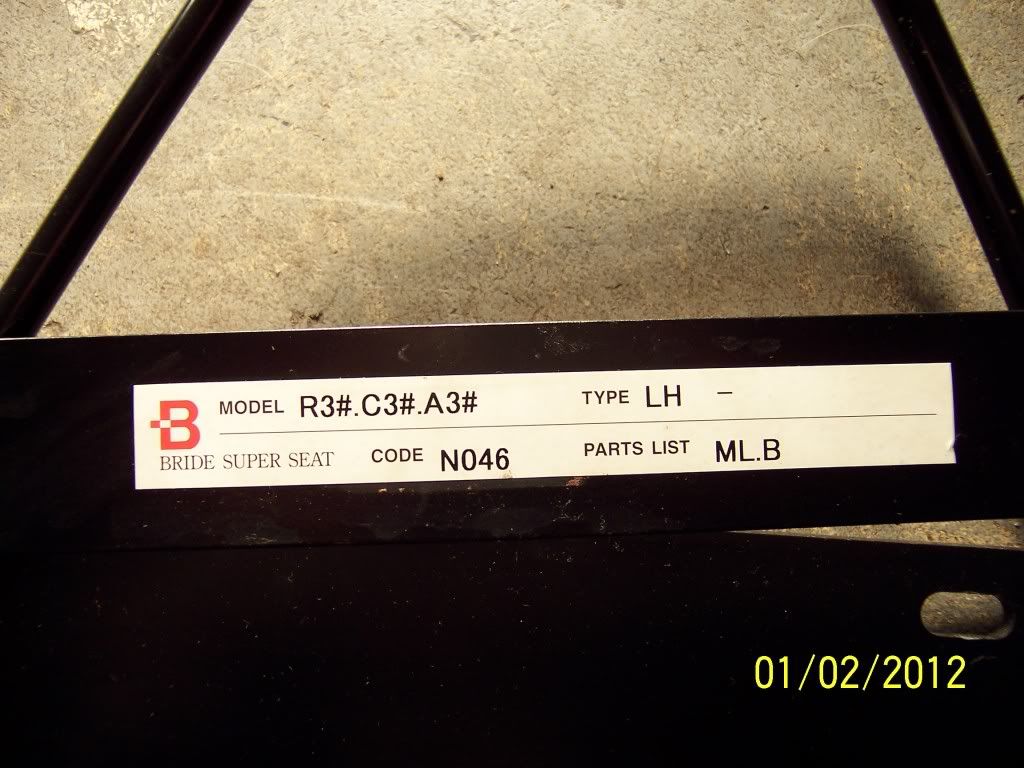 B MODEL R3#.C3#.A3# TYPE LH –
BRIDE SUPER SEAT CODE N046 PARTS LIST ML.B
01/02/2012